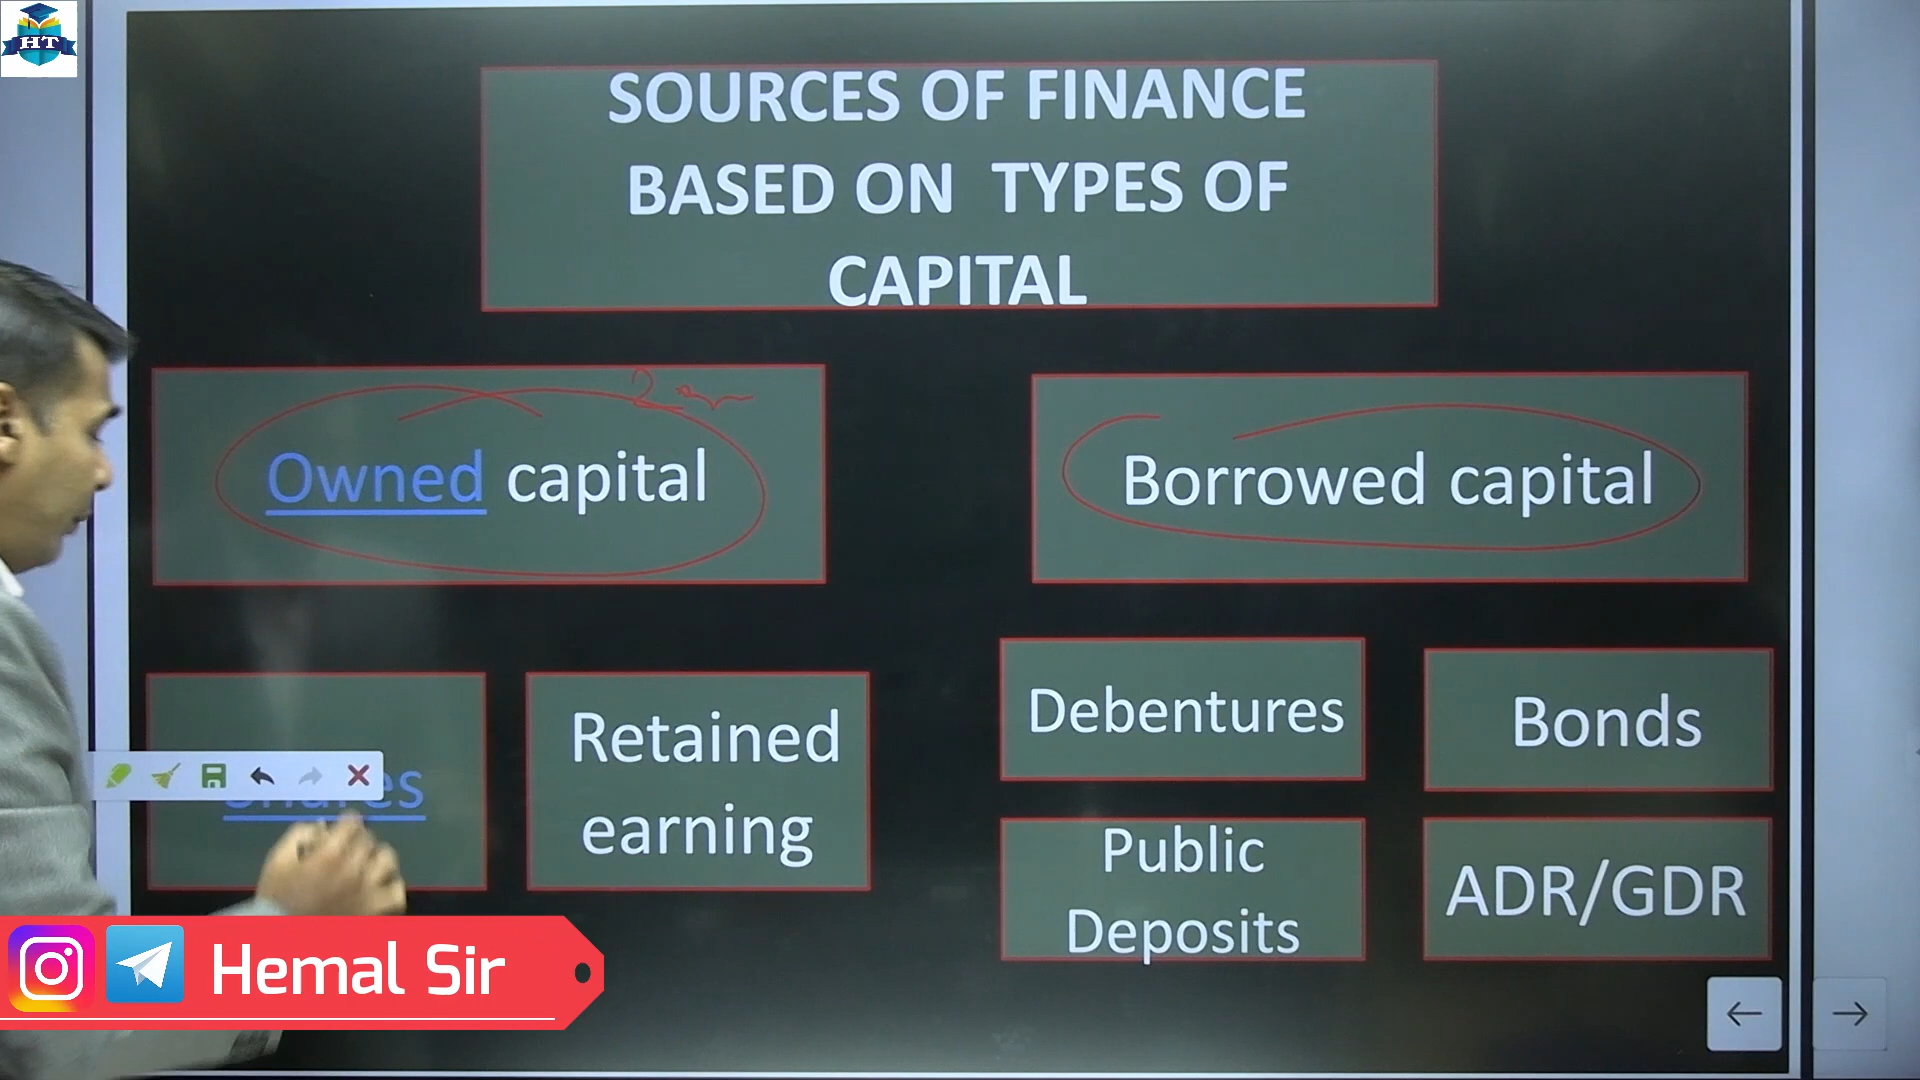 HT
SOURCES OF FINANCE
BASED ON TYPES OF
CAPITAL
Owned capital
Borrowed capital
Shares
Retained
earning
Debentures
Bonds
Public
Deposits
ADR/GDR
Hemal Sir